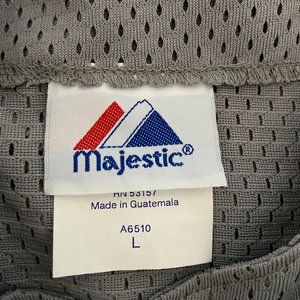 Majestic®
RN 53157
Made in Guatemala
A6510
L